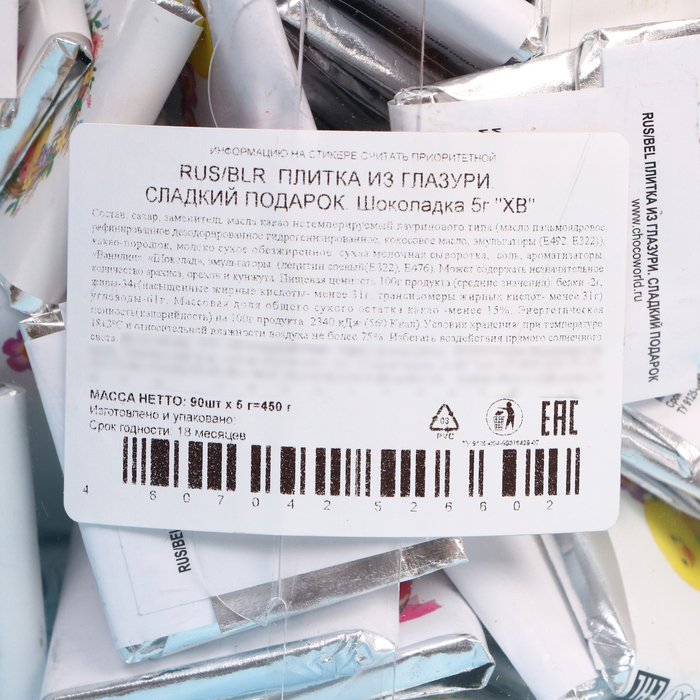 ИНФОРМАЦИЮ НА СТИКЕРЕ СЧИТАТЬ ПРИОРИТЕТНОЙ
RUS/BLR ПЛИТКА ИЗ ГЛАЗУРИ.
СЛАДКИЙ ПОДАРОК. Шоколадка 5г "ХВ"
Состав: сахар, заменитель масла какао нетемперируемый лауринового типа (масло пальмоядровое
рафинированное дезодорированное гидрогенизированное, кокосовое масло, эмульгаторы (Е492, Е322)),
какао-порошок, молоко сухое обезжиренное, сухая молочная сыворотка, соль, ароматизаторы:
«Ванилин» «Шоколад», эмульгаторы: (лецитин соевый(Е322), Е476). Может содержать незначительное
количество арахиса, орехов и кунжута. Пищевая ценность 100г продукта (средние значения): белки-2г,
жиры-34г(насыщенные жирные кислоты- менее 31г, трансизомеры жирных кислот- менее 31г)
углеводы-61г. Массовая доля общего сухого остатка какао -менее 15%. Энергетическая
ценность(калорийность) на 100г продукта: 2340 кДж (560 Ккал). Условия хранения: при температуре
18±3°С и относительной влажности воздуха не более 75%. Избегать воздействия прямого солнечного
света
МАССА НЕТТО: 90шт х 5 г=450 г
Изготовлено и упаковано:
Срок годности: 18 месяцев
03
PVC
EAC
4 607042 526602
RUS/BEL ПЛИТКА ИЗ ГЛАЗУРИ. СЛАДКИЙ ПОДАРОК
www.chocoworld.ru
RUS/BEL